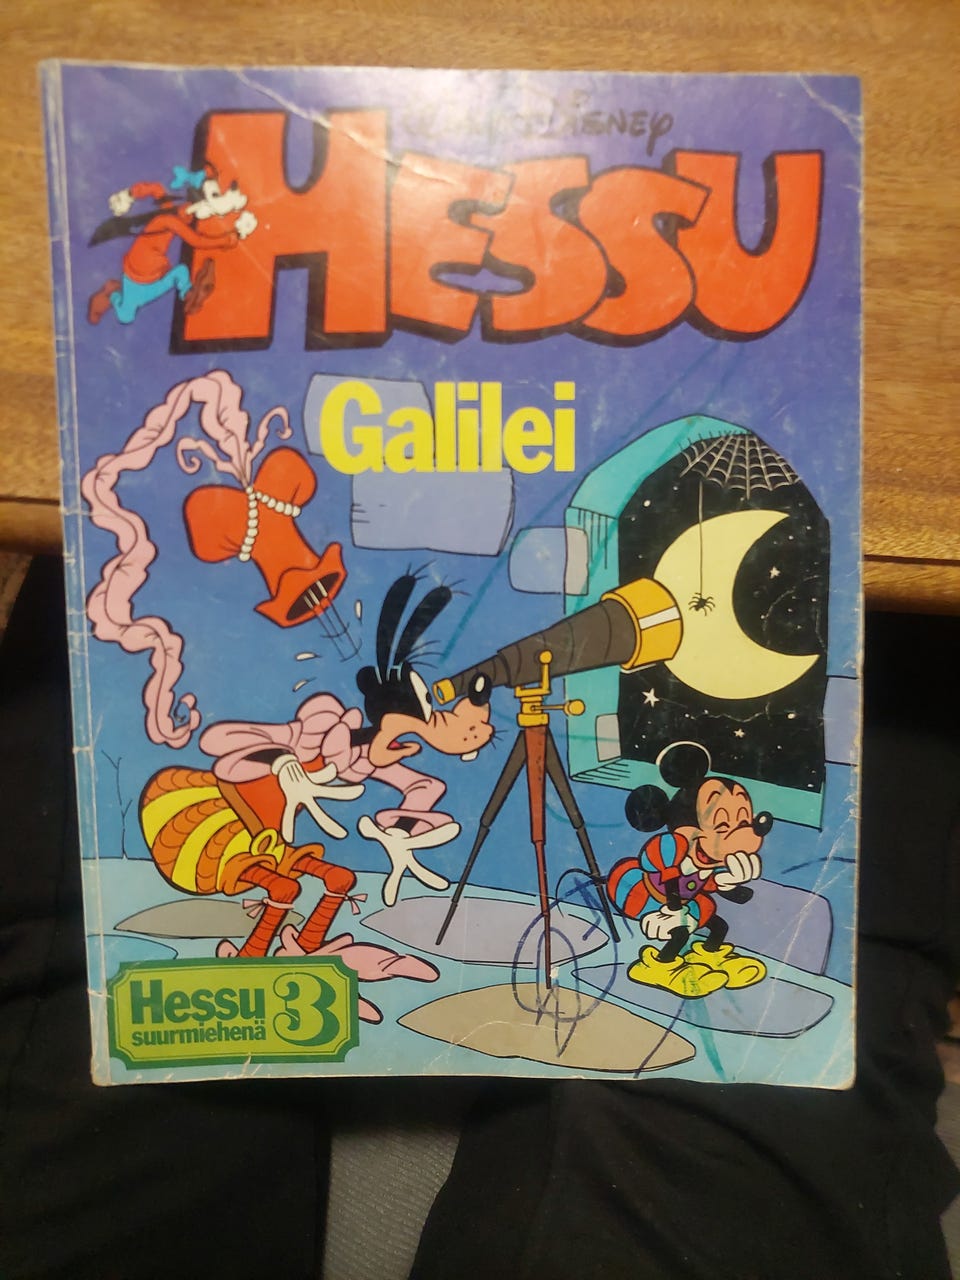 WALT DISNEY
HESSU
Galilei
Hessu
suurmiehenä
3